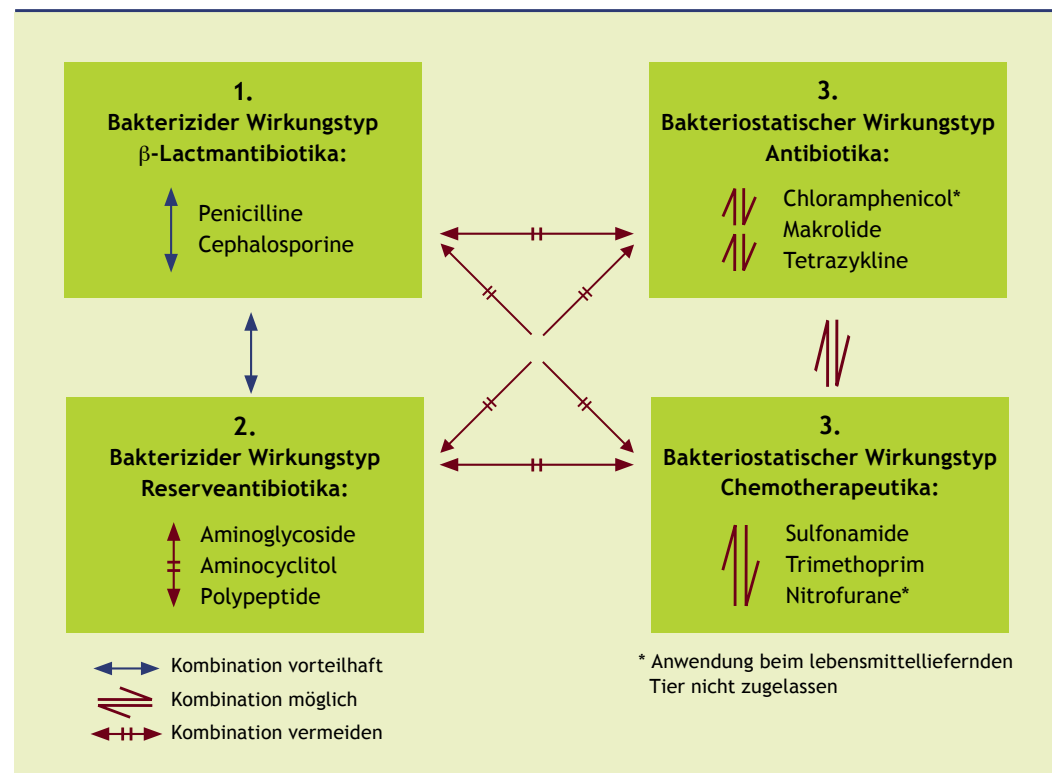 1.
Bakterizider Wirkungstyp
β-Lactmantibiotika:
Penicilline
Cephalosporine
3.
Bakteriostatischer Wirkungstyp
Antibiotika:
Chloramphenicol*
Makrolide
Tetrazykline
2.
Bakterizider Wirkungstyp
Reserveantibiotika:
Aminoglycoside
Aminocyclitol
Polypeptide
3.
Bakteriostatischer Wirkungstyp
Chemotherapeutika:
Sulfonamide
Trimethoprim
Nitrofurane*
Kombination vorteilhaft
Kombination möglich
Kombination vermeiden
* Anwendung beim lebensmittelliefernden
Tier nicht zugelassen